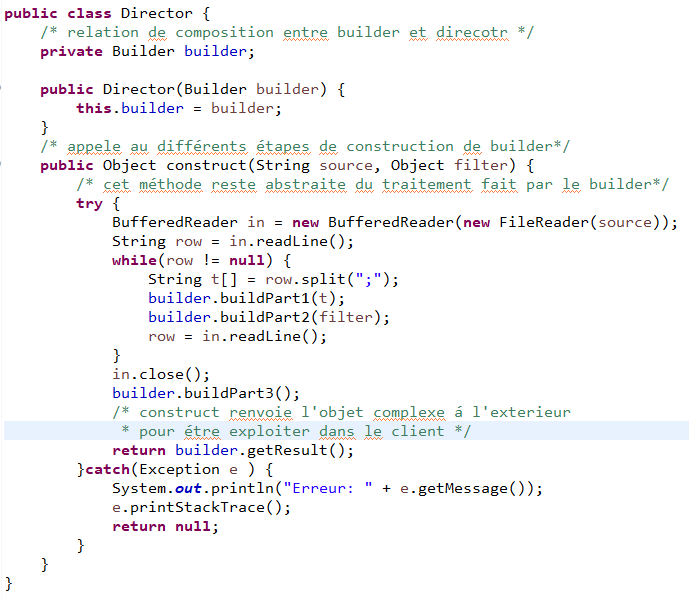 public class Director {
    /* relation de composition entre builder et direcotr */
    private Builder builder;

    public Director(Builder builder) {
        this.builder = builder;
    }
    /* appele au différents étapes de construction de builder*/
    public Object construct(String source, Object filter) {
        /* cet méthode reste abstraite du traitement fait par le builder*/
        try {
            BufferedReader in = new BufferedReader(new FileReader(source));
            String row = in.readLine();
            while(row != null) {
                String t[] = row.split(";");
                builder.buildPart1(t);
                builder.buildPart2(filter);
                row = in.readLine();
            }
            in.close();
            builder.buildPart3();
            /* construct renvoie l'objet complexe á l'exterieur
             * pour étre exploiter dans le client */
            return builder.getResult();
        }catch(Exception e ) {
            System.out.println("Erreur: " + e.getMessage());
            e.printStackTrace();
            return null;
        }
    }
}